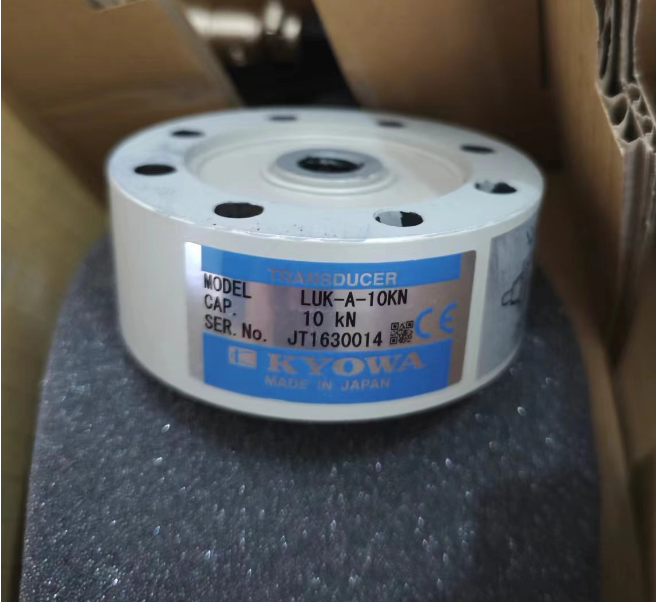 TRANSDUCER
MODEL LUK-A-10KN
CAP. 10 kN
SER. No. JT1630014
CE
KYOWA
MADE IN JAPAN